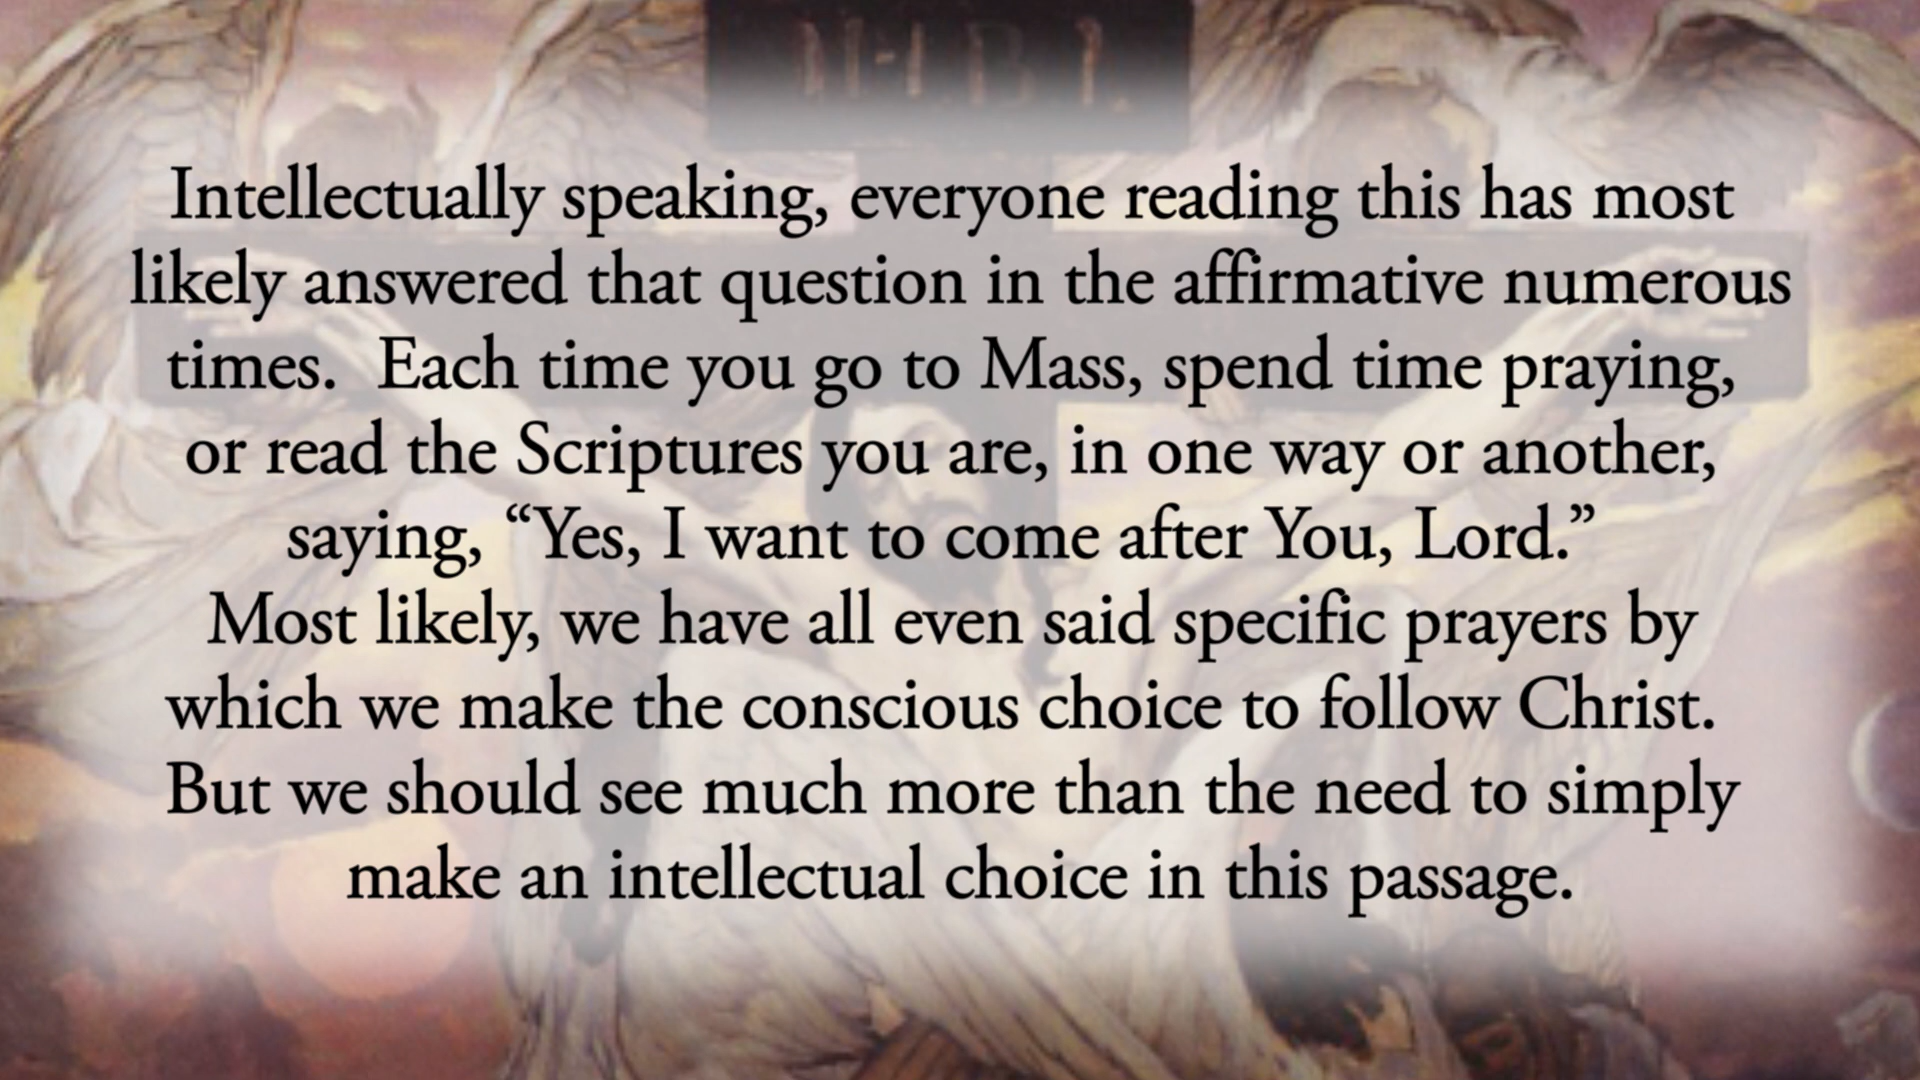 I.N.R.I.
Intellectually speaking, everyone reading this has most
likely answered that question in the affirmative numerous
times.  Each time you go to Mass, spend time praying,
or read the Scriptures you are, in one way or another,
saying,  “Yes, I want to come after You, Lord.”
Most likely, we have all even said specific prayers by
which we make the conscious choice to follow Christ.
But we should see much more than the need to simply
make an intellectual choice in this passage.